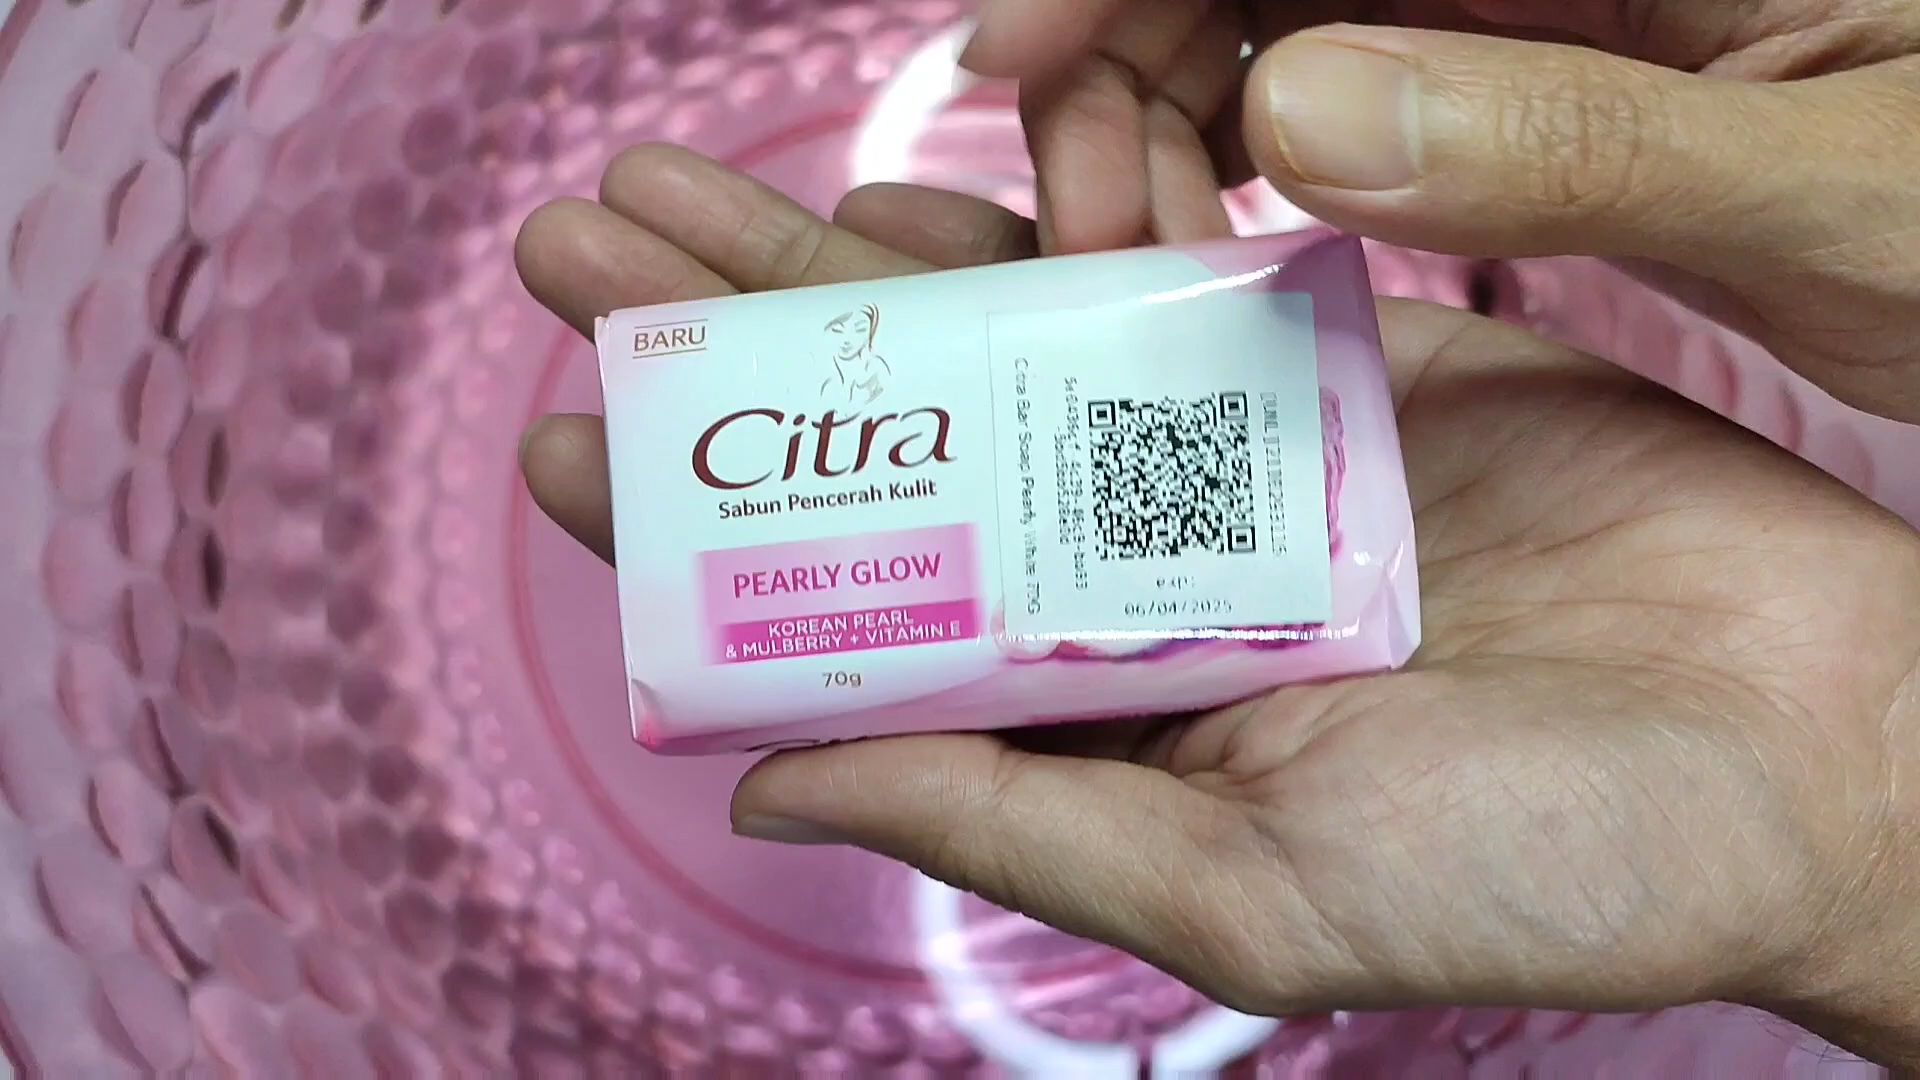 BARU
Citra
Sabun Pencerah Kulit
PEARLY GLOW
KOREAN PEARL
& MULBERRY + VITAMIN E
70g
Citra Bar Soap Pearly White 70G
exp:
06/04/2025